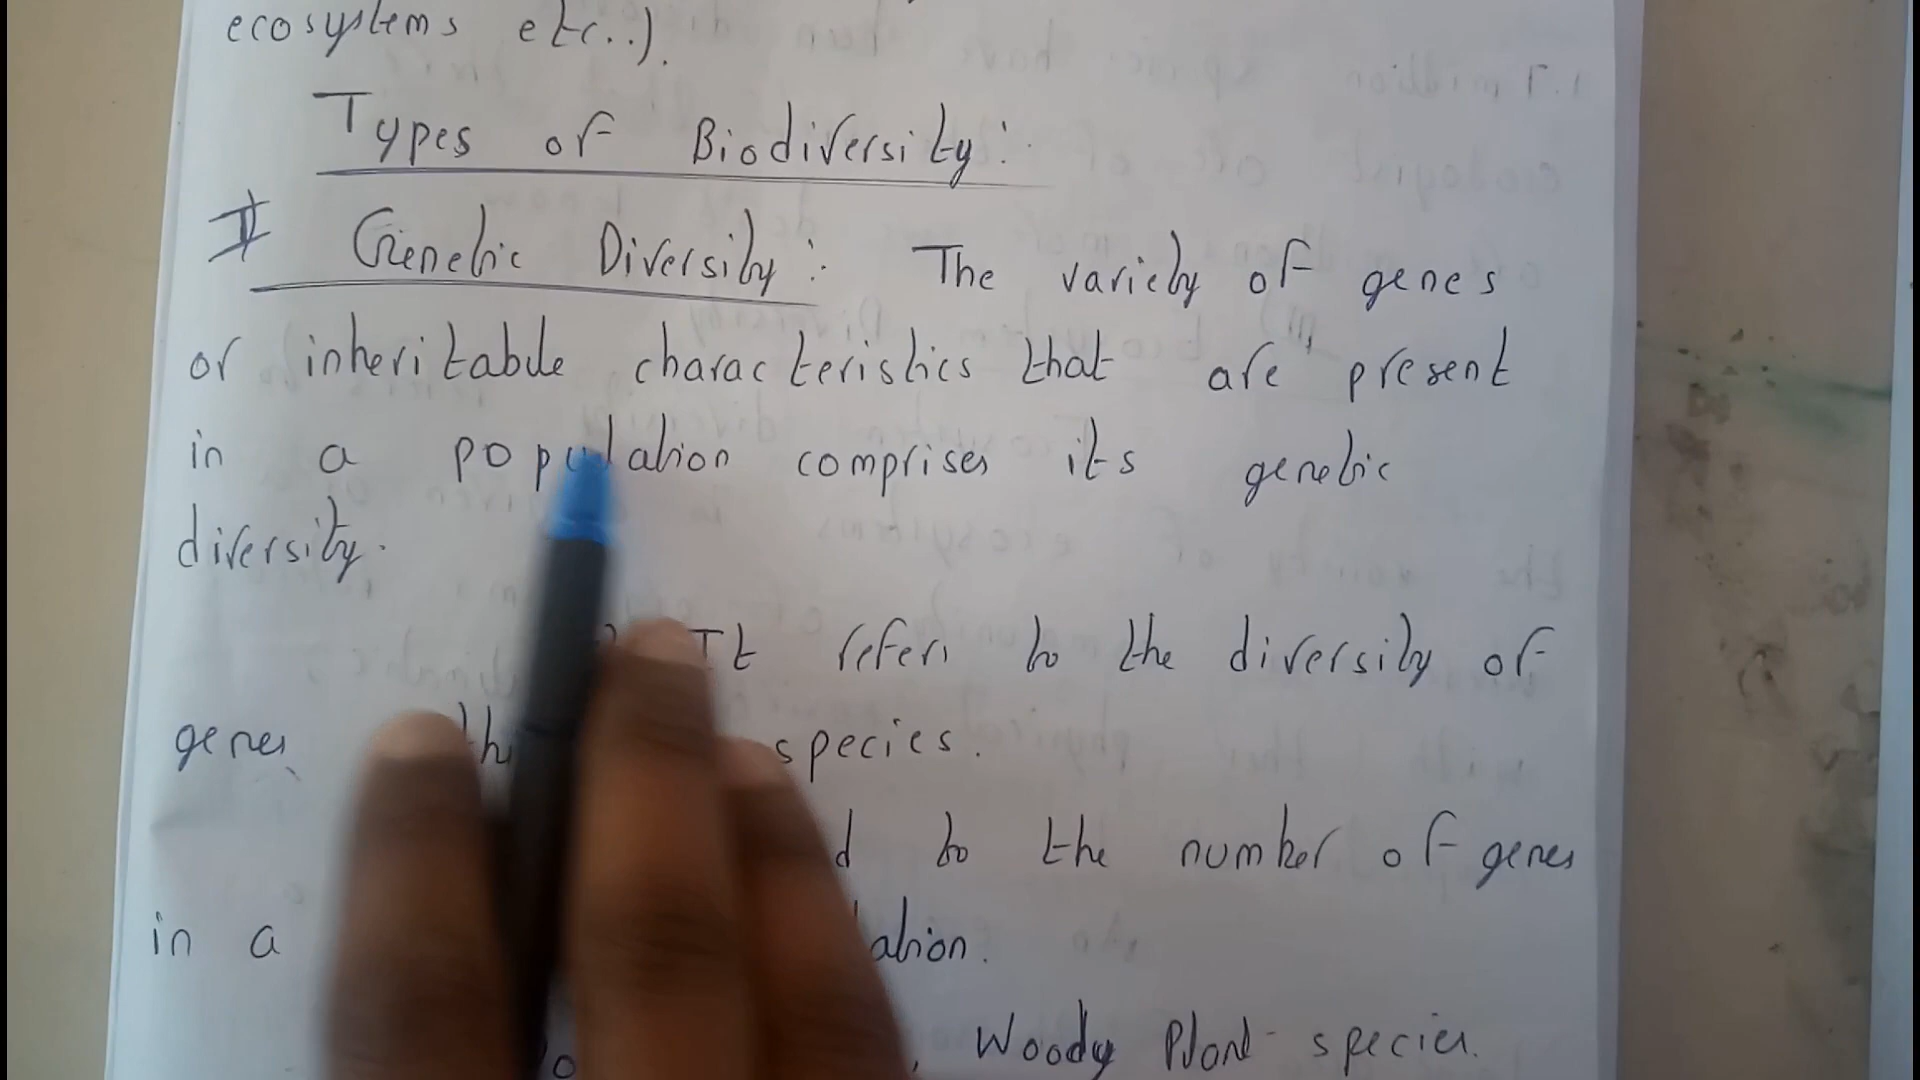 ecosystems etc..).
Types of Biodiversity:
I Genetic Diversity: The variety of genes
or inheritable characteristics that are present
in a population comprises its genetic
diversity.
It refers to the diversity of
genes species.
to the number of genes
in a
, Woody Plant species.